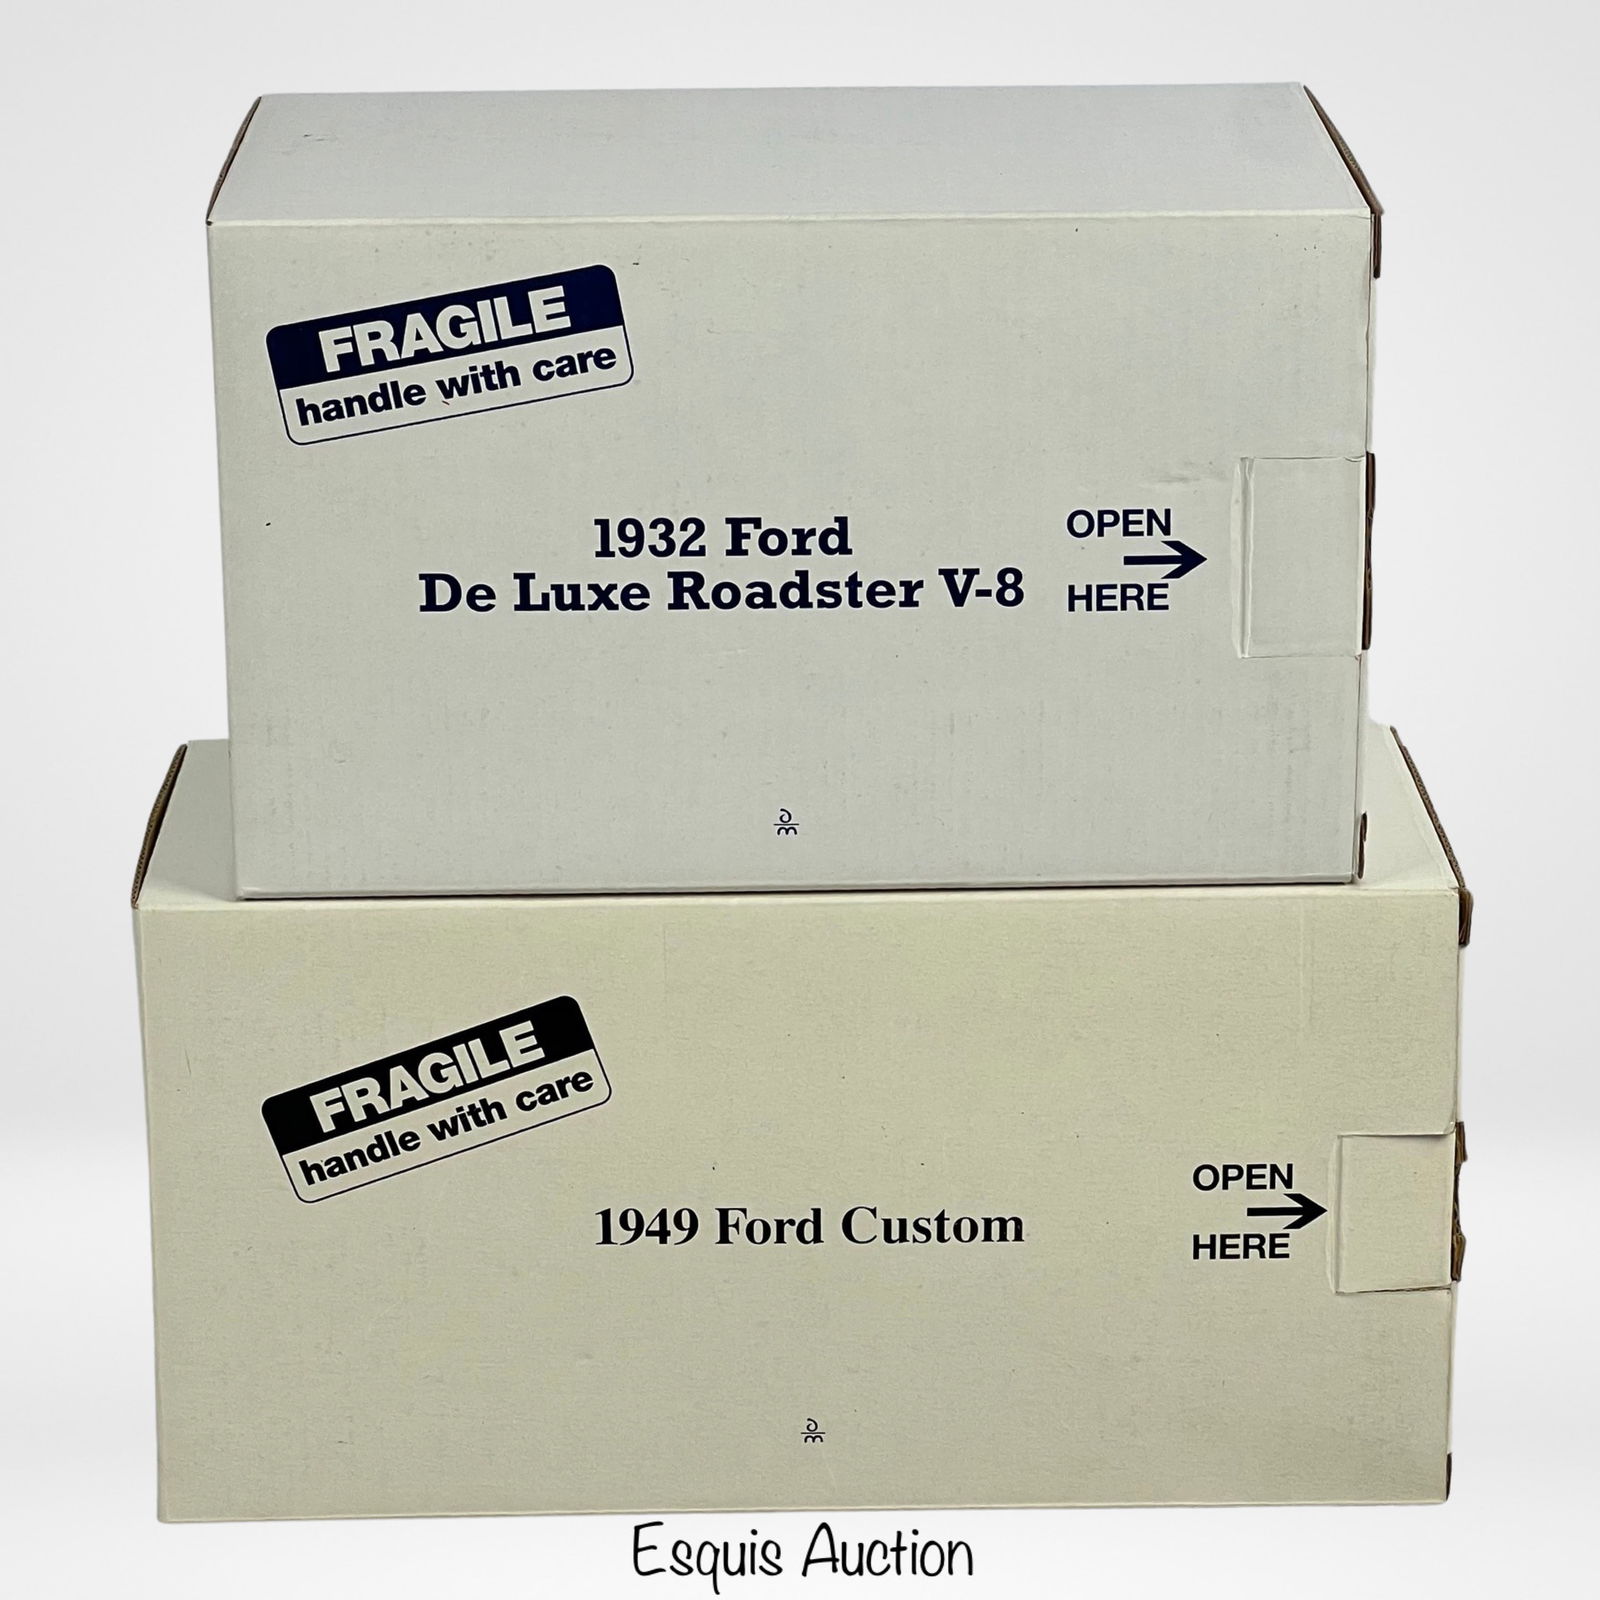 FRAGILE
handle with care
1932 Ford
De Luxe Roadster V-8
OPEN
HERE
FRAGILE
handle with care
1949 Ford Custom
OPEN
HERE
Esquis Auction